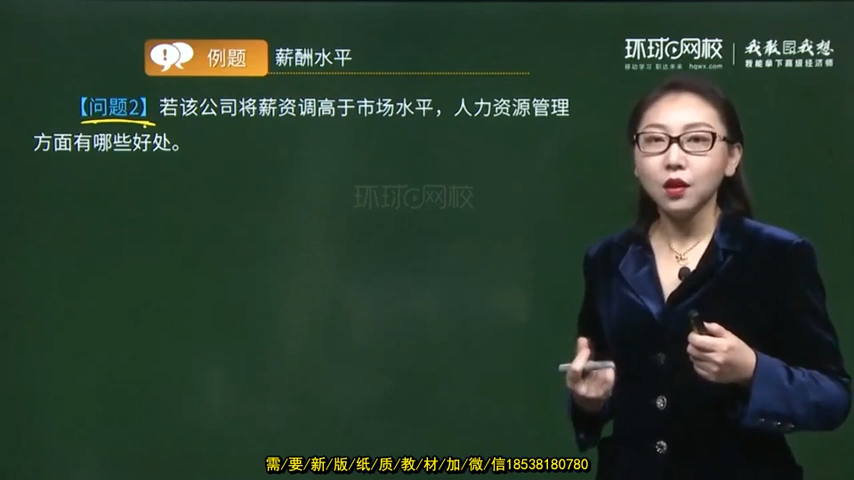 例题 薪酬水平
环球网校
移动学习 职达未来 hqwx.com
我敢因我想
我能拿下高级经济师
【问题2】若该公司将薪资调高于市场水平，人力资源管理
方面有哪些好处。
环球网校
需/要/新/版/纸/质/教/材/加/微/信18538180780